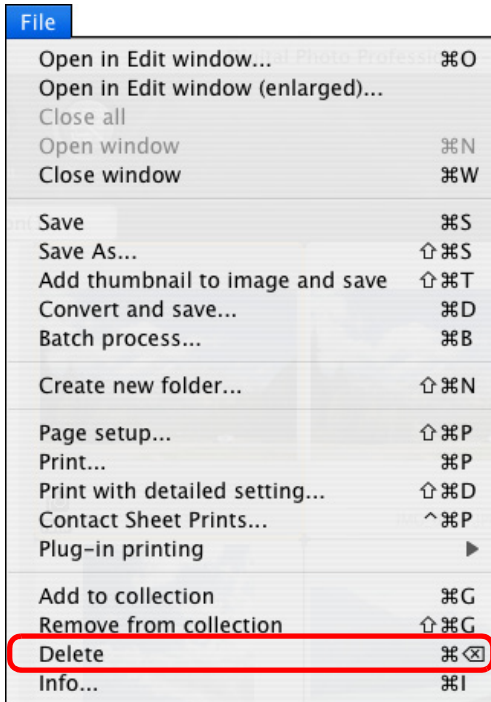 File
Open in Edit window... ⌘O
Open in Edit window (enlarged)...
Close all
Open window ⌘N
Close window ⌘W
Save ⌘S
Save As... ⇧⌘S
Add thumbnail to image and save ⇧⌘T
Convert and save... ⌘D
Batch process... ⌘B
Create new folder... ⇧⌘N
Page setup... ⇧⌘P
Print... ⌘P
Print with detailed setting... ⇧⌘D
Contact Sheet Prints... ^⌘P
Plug-in printing ▶
Add to collection ⌘G
Remove from collection ⇧⌘G
Delete ⌘⌫
Info... ⌘I